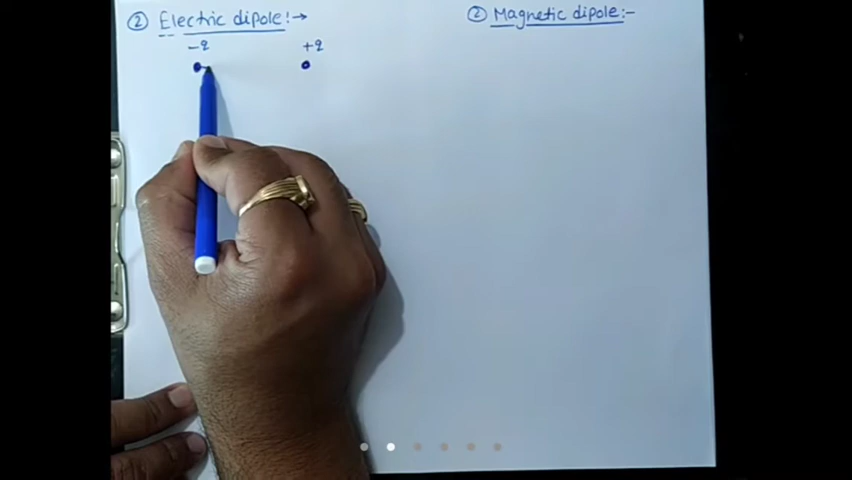 ② Electric dipole:→
-q +q
② Magnetic dipole:-